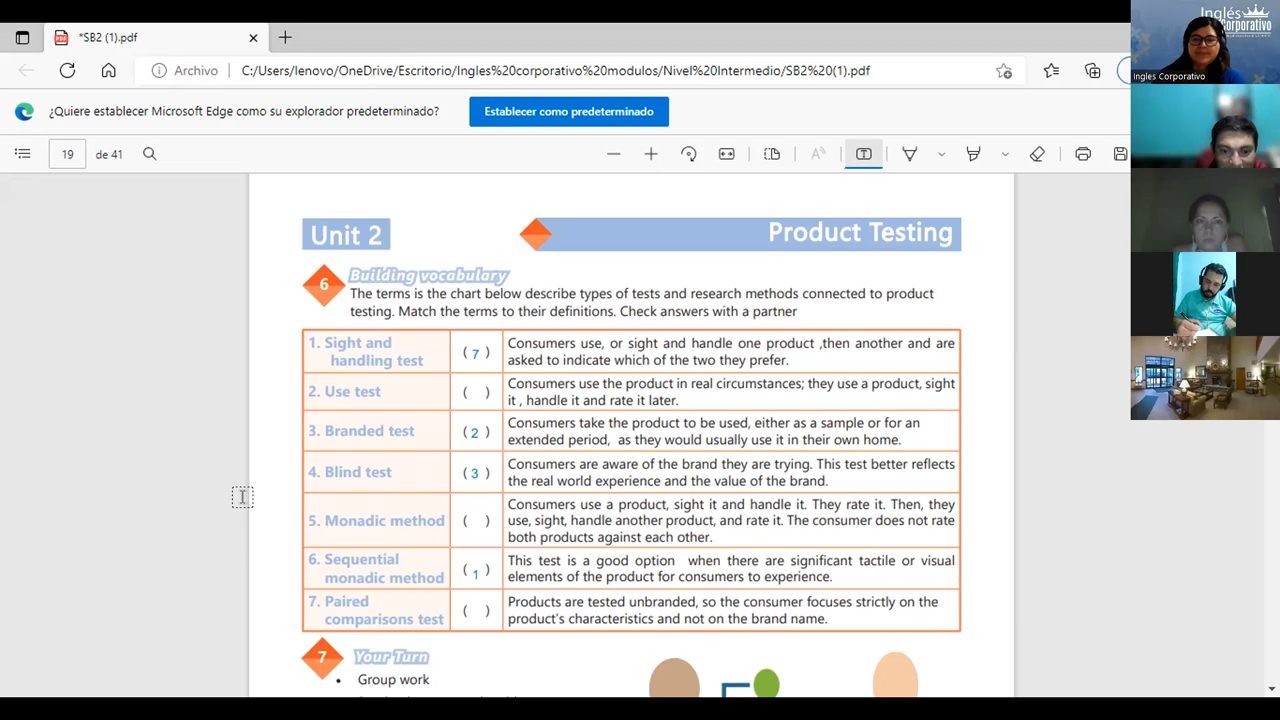 *SB2 (1).pdf
Archivo C:/Users/lenovo/OneDrive/Escritorio/Ingles%20corporativo%20modulos/Nivel%20Intermedio/SB2%20(1).pdf
¿Quiere establecer Microsoft Edge como su explorador predeterminado? Establecer como predeterminado
19 de 41
Unit 2 Product Testing
6 Building vocabulary
The terms is the chart below describe types of tests and research methods connected to product
testing. Match the terms to their definitions. Check answers with a partner
1. Sight and
handling test
( 7 )
Consumers use, or sight and handle one product ,then another and are
asked to indicate which of the two they prefer.
2. Use test
( )
Consumers use the product in real circumstances; they use a product, sight
it , handle it and rate it later.
3. Branded test
( 2 )
Consumers take the product to be used, either as a sample or for an
extended period, as they would usually use it in their own home.
4. Blind test
( 3 )
Consumers are aware of the brand they are trying. This test better reflects
the real world experience and the value of the brand.
5. Monadic method
( )
Consumers use a product, sight it and handle it. They rate it. Then, they
use, sight, handle another product, and rate it. The consumer does not rate
both products against each other.
6. Sequential
monadic method
( 1 )
This test is a good option when there are significant tactile or visual
elements of the product for consumers to experience.
7. Paired
comparisons test
( )
Products are tested unbranded, so the consumer focuses strictly on the
product's characteristics and not on the brand name.
7 Your Turn
• Group work
Inglés
Corporativo
Ingles Corporativo